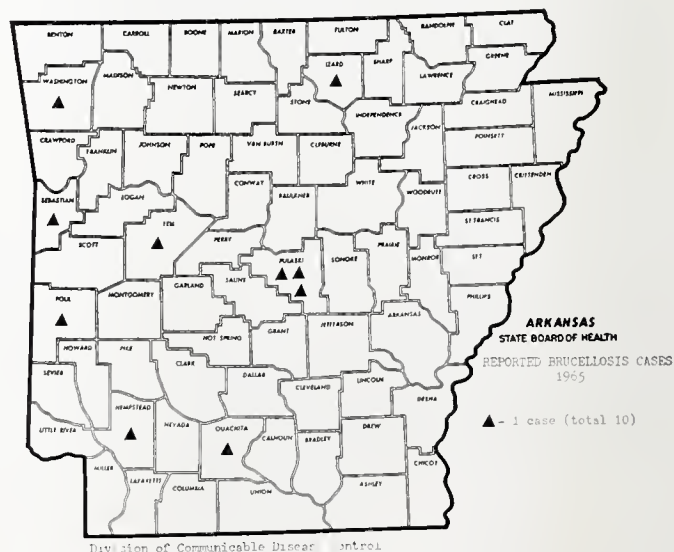 BENTON CARROLL BOONE MARION BAXTER FULTON RANDOLPH CLAY
IZARD SHARP GREENE
WASHINGTON MADISON NEWTON SEARCY STONE LAWRENCE
INDEPENDENCE CRAIGHEAD MISSISSIPPI
JACKSON POINSETT
CRAWFORD FRANKLIN JOHNSON POPE VAN BUREN CLEBURNE
LOGAN CONWAY WHITE WOODRUFF CROSS CRITTENDEN
SEBASTIAN FAULKNER
SCOTT YELL PERRY ST FRANCIS
PULASKI LONOKE PRAIRIE MONROE
POLK MONTGOMERY GARLAND SALINE PHILLIPS
ARKANSAS
HOT SPRING GRANT JEFFERSON
ARKANSAS
STATE BOARD OF HEALTH
HOWARD PIKE CLARK
REPORTED BRUCELLOSIS CASES
1965
SEVIER DALLAS CLEVELAND LINCOLN DESHA
LITTLE RIVER HEMPSTEAD NEVADA OUACHITA CALHOUN BRADLEY DREW
▲ - 1 case (total 10)
MILLER LAFAYETTE COLUMBIA UNION ASHLEY CHICOT
Division of Communicable Disease